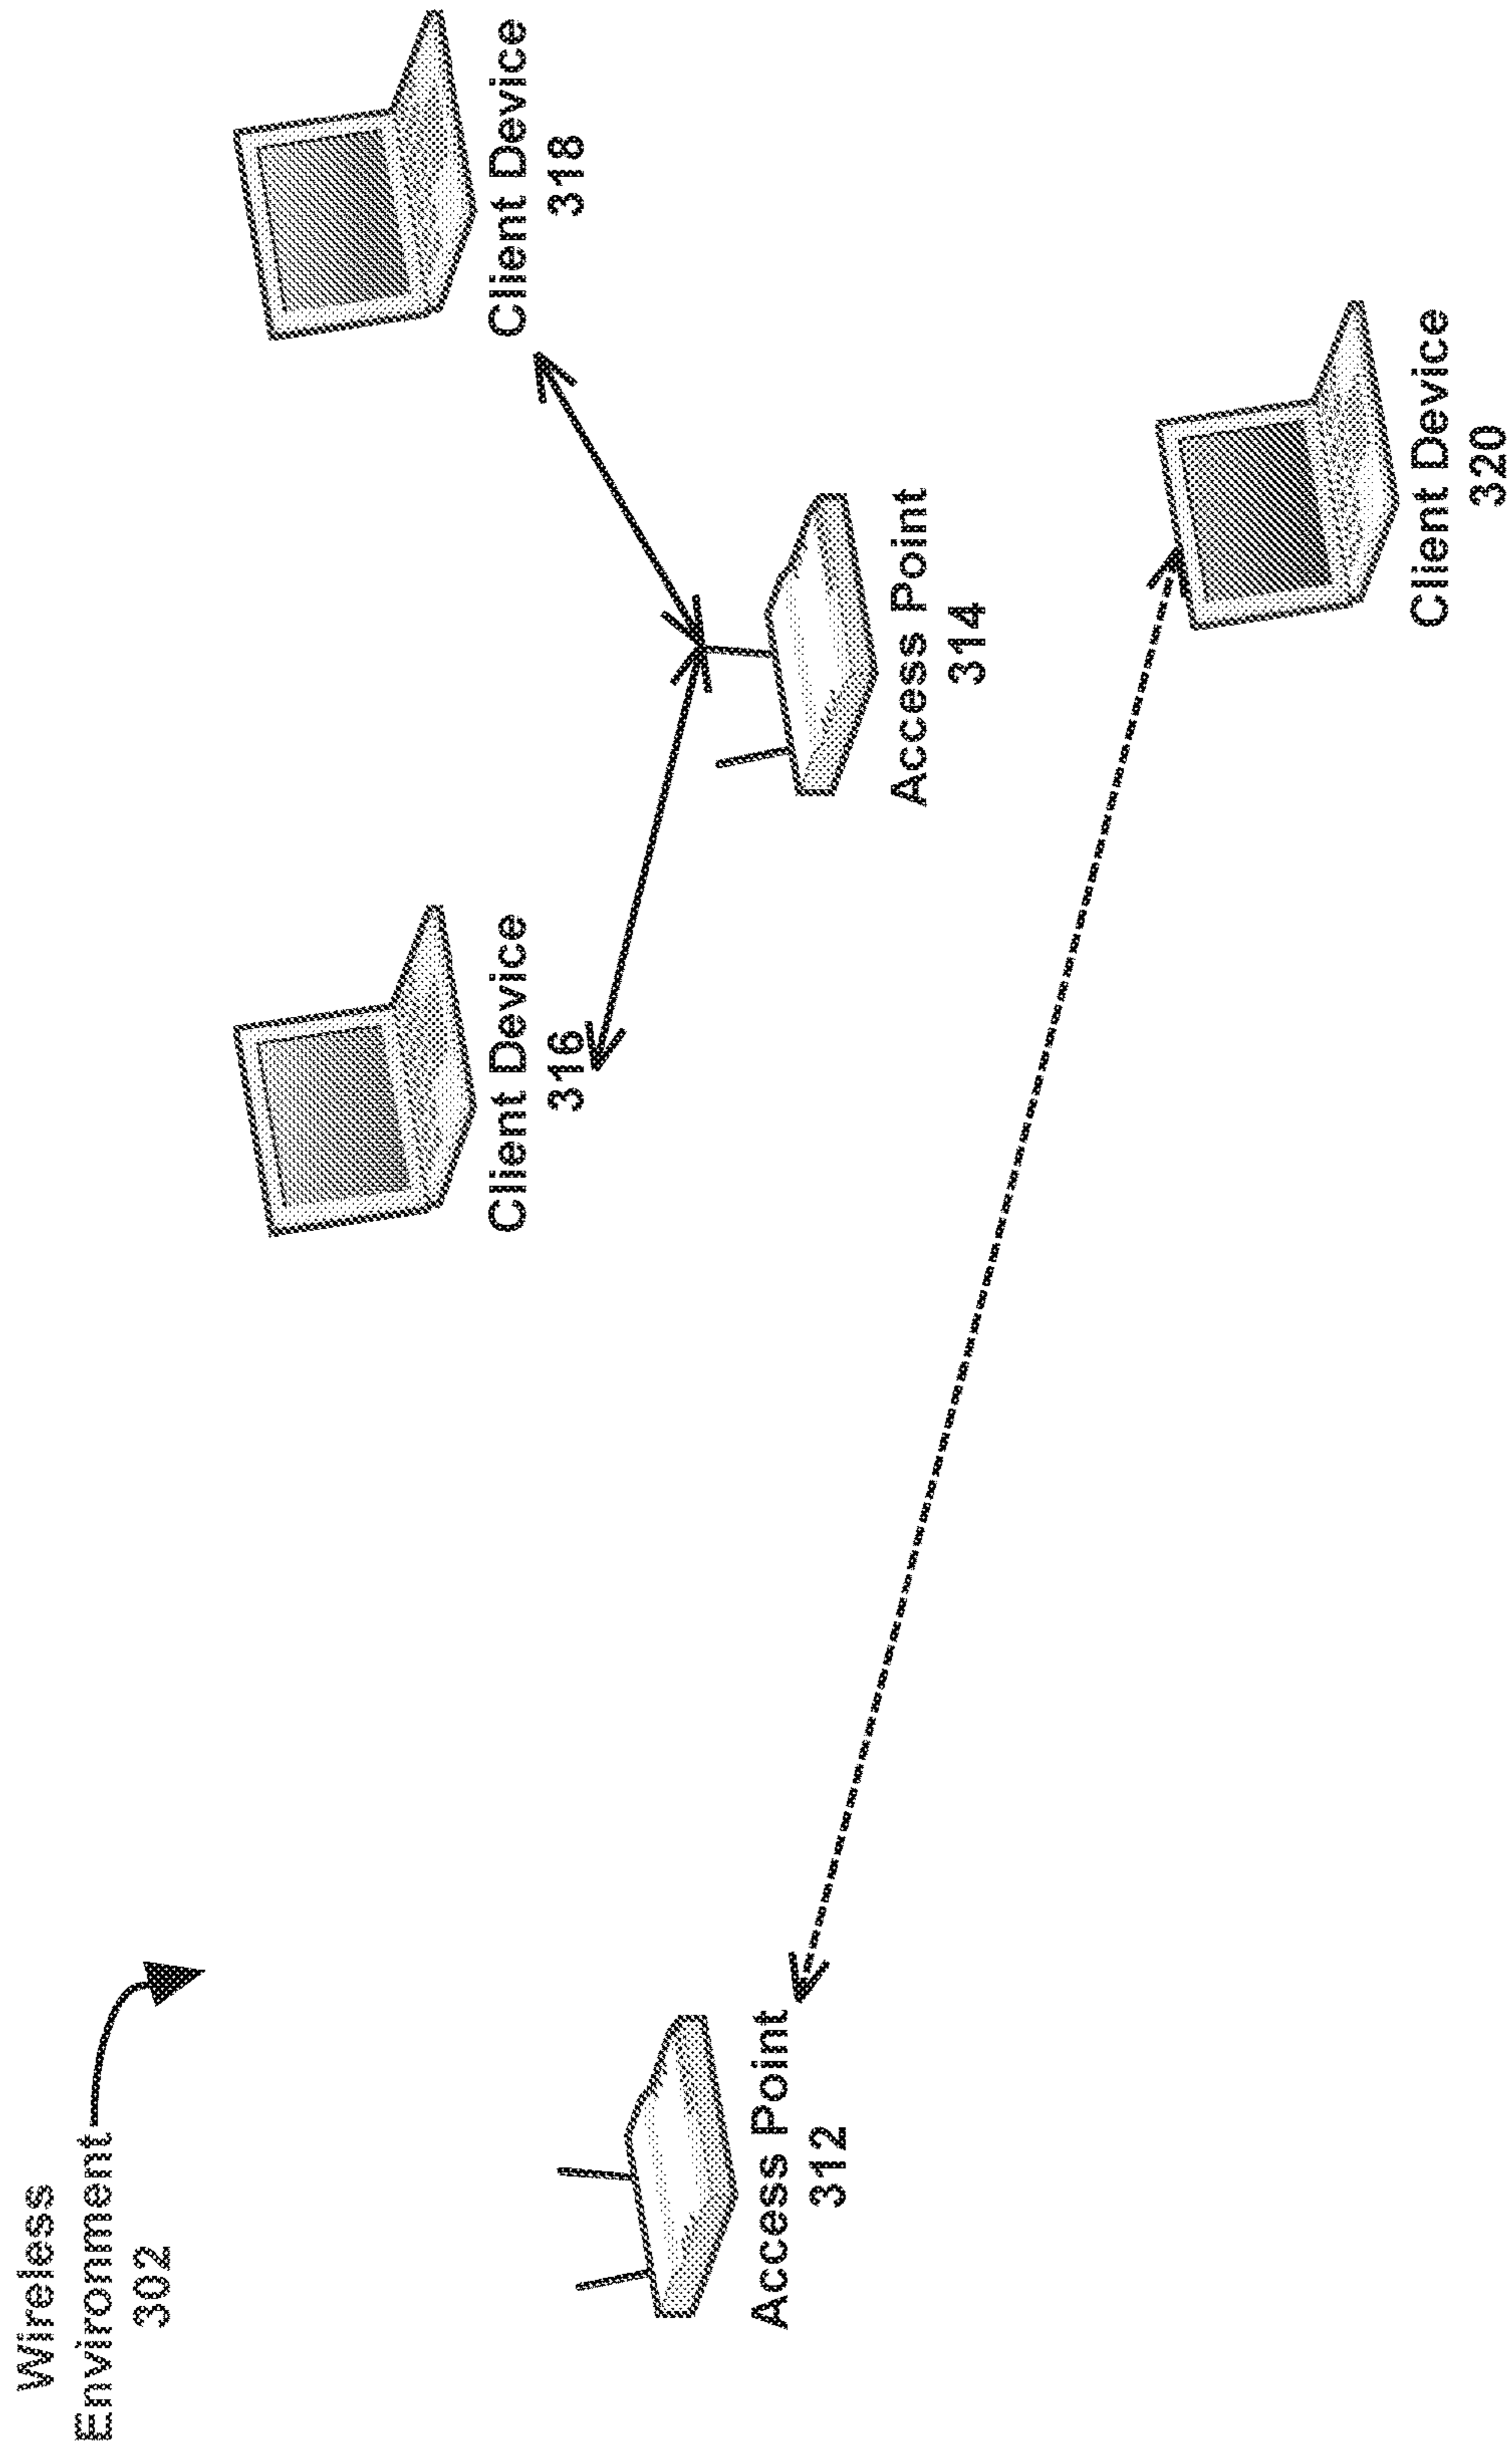 Wireless
Environment
302
Client Device
316
Client Device
318
Access Point
312
Access Point
314
Client Device
320